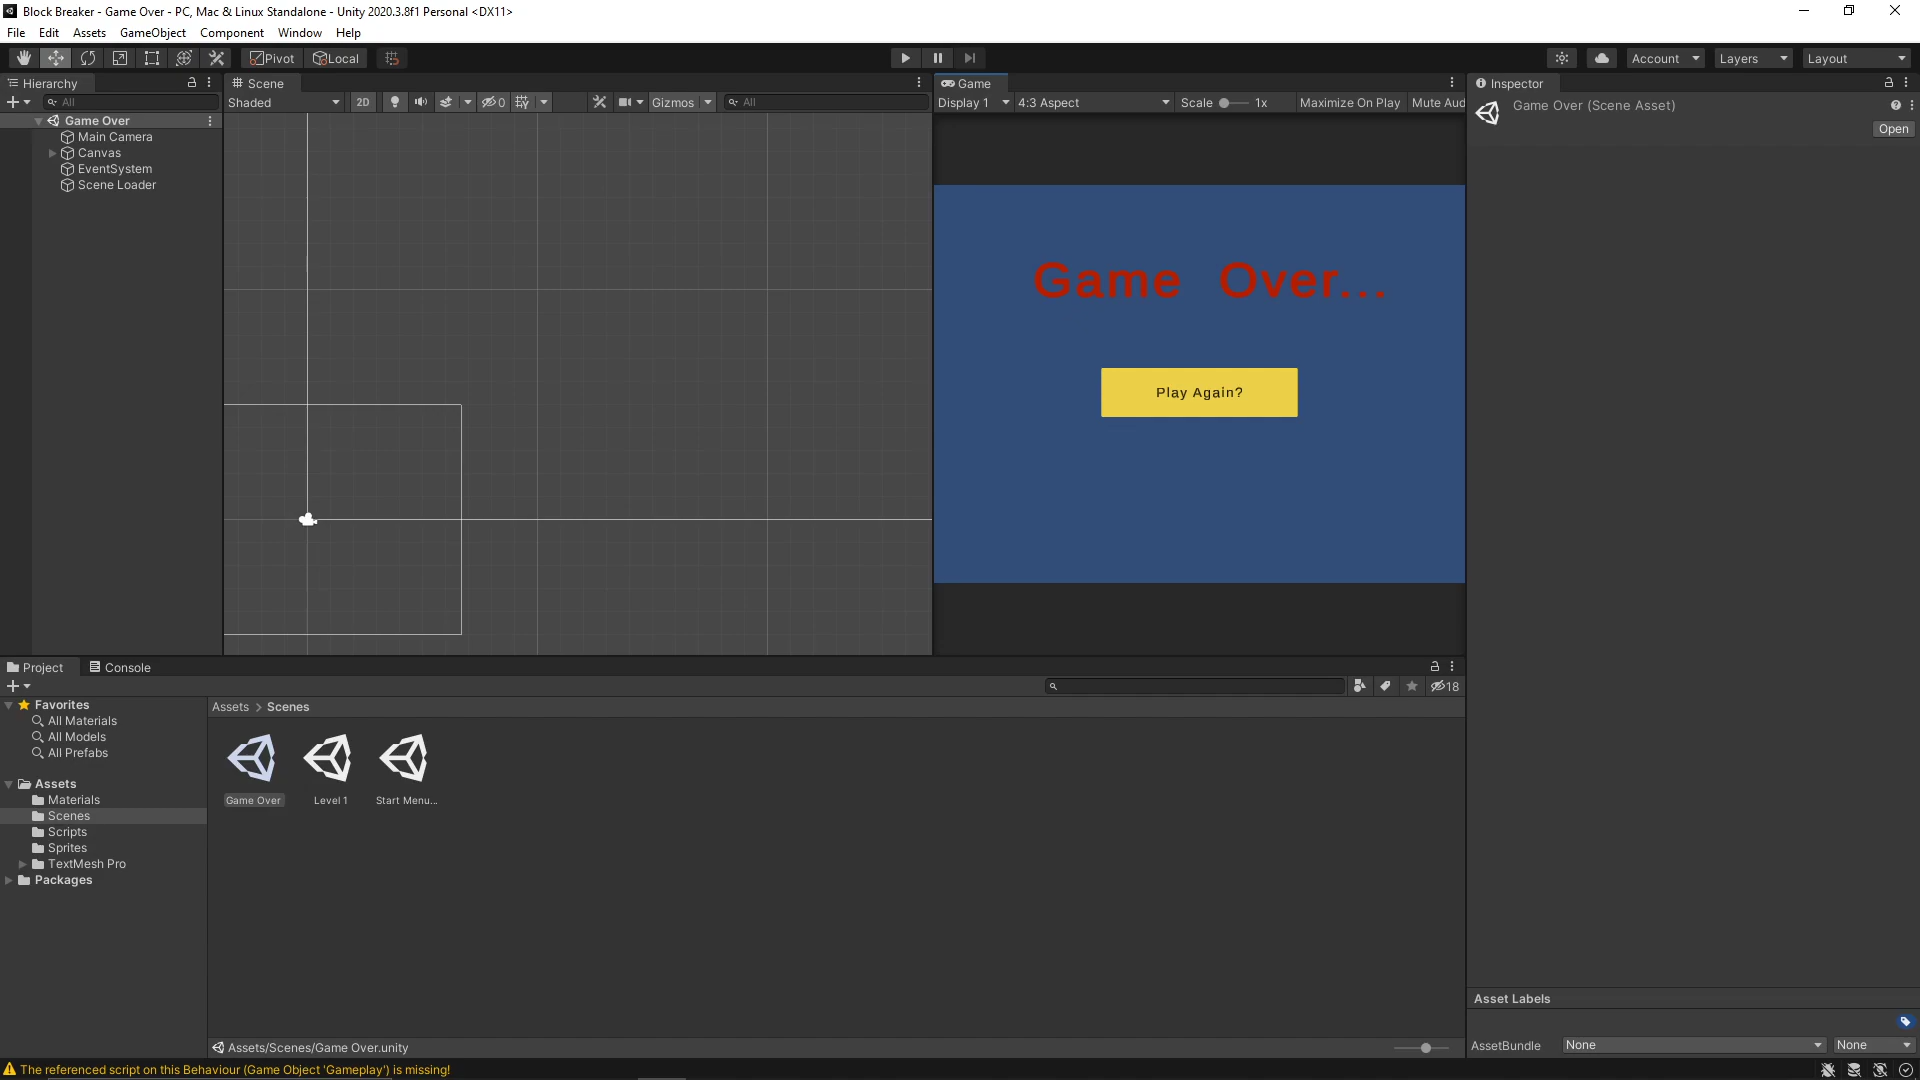 Block Breaker - Game Over - PC, Mac & Linux Standalone - Unity 2020.3.8f1 Personal <DX11>
File Edit Assets GameObject Component Window Help
Pivot Local Account Layers Layout
Hierarchy
All
Game Over
Main Camera
Canvas
EventSystem
Scene Loader
Scene
Shaded 2D 0 Gizmos All
Game
Display 1 4:3 Aspect Scale 1x Maximize On Play Mute Aud
Game Over...
Play Again?
Inspector
Game Over (Scene Asset)
Open
Project Console
18
Favorites
All Materials
All Models
All Prefabs
Assets
Materials
Scenes
Scripts
Sprites
TextMesh Pro
Packages
Assets > Scenes
Game Over Level 1 Start Menu...
Assets/Scenes/Game Over.unity
Asset Labels
AssetBundle None None
The referenced script on this Behaviour (Game Object 'Gameplay') is missing!